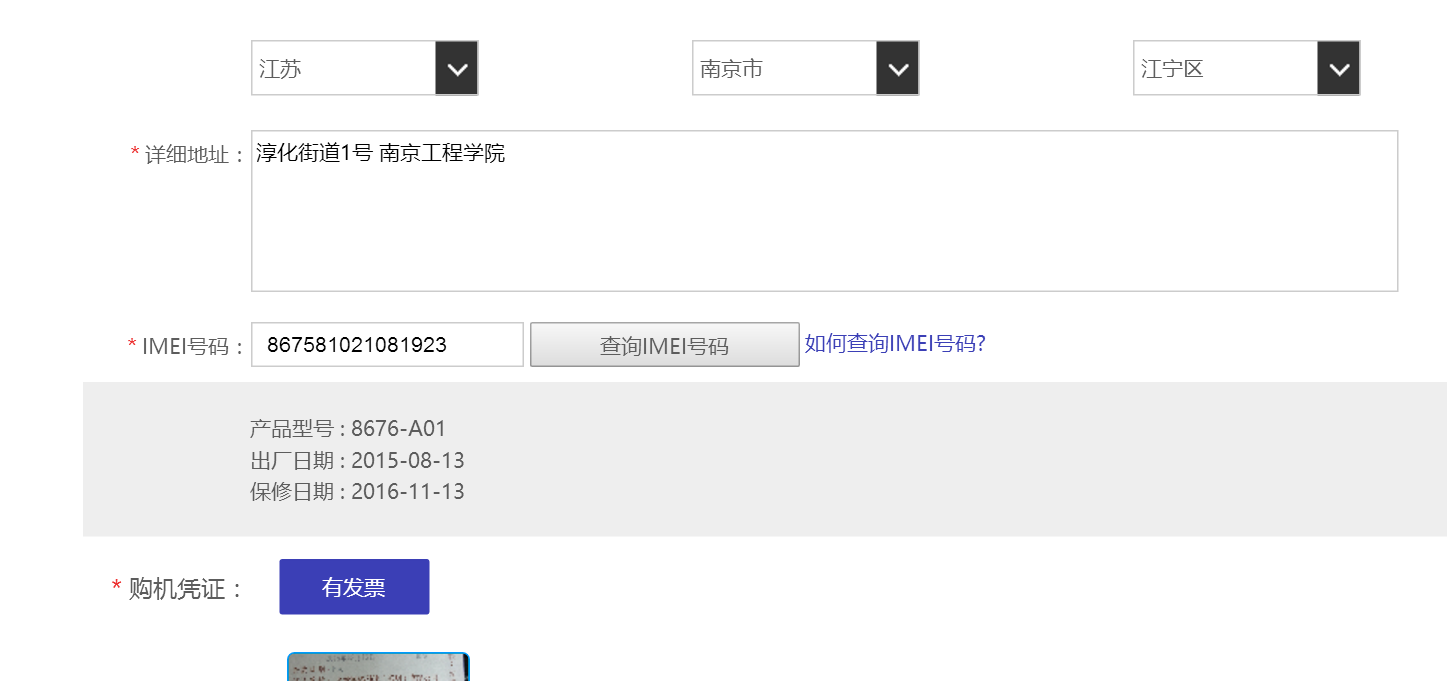 江苏 南京市 江宁区
* 详细地址： 淳化街道1号 南京工程学院
* IMEI号码： 867581021081923 查询IMEI号码 如何查询IMEI号码?
产品型号 : 8676-A01
出厂日期 : 2015-08-13
保修日期 : 2016-11-13
* 购机凭证： 有发票